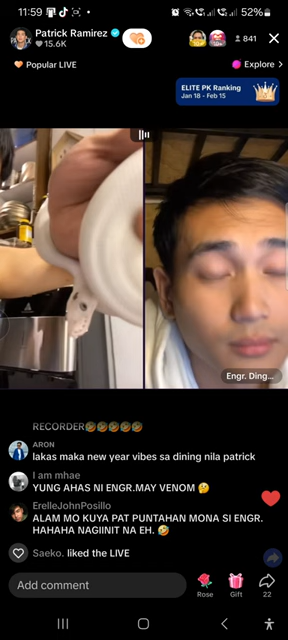 11:59
52%
Patrick Ramirez
15.6K
841
Popular LIVE
Explore >
ELITE PK Ranking
Jan 18 - Feb 15
Engr. Ding...
RECORDER🤣🤣🤣🤣🤣
ARON
lakas maka new year vibes sa dining nila patrick
I am mhae
YUNG AHAS NI ENGR.MAY VENOM 🤔
ErelleJohnPosillo
ALAM MO KUYA PAT PUNTAHAN MONA SI ENGR.
HAHAHA NAGIINIT NA EH. 🤣
Saeko. liked the LIVE
Add comment
Rose
Gift
22